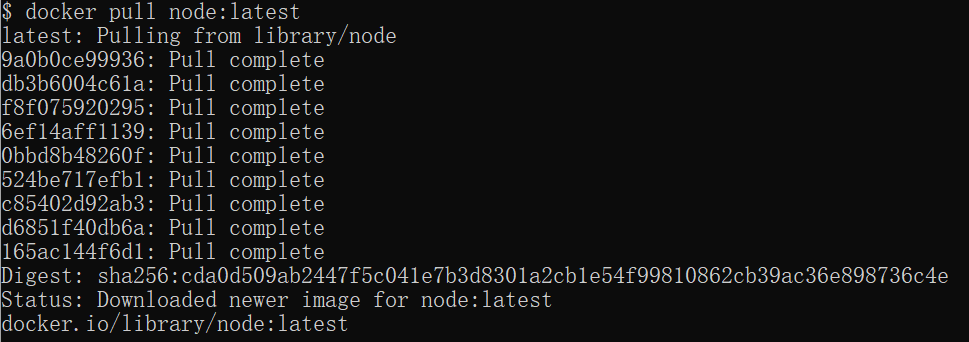 $ docker pull node:latest
latest: Pulling from library/node
9a0b0ce99936: Pull complete
db3b6004c61a: Pull complete
f8f075920295: Pull complete
6ef14aff1139: Pull complete
0bbd8b48260f: Pull complete
524be717efb1: Pull complete
c85402d92ab3: Pull complete
d6851f40db6a: Pull complete
165ac144f6d1: Pull complete
Digest: sha256:cda0d509ab2447f5c041e7b3d8301a2cb1e54f99810862cb39ac36e898736c4e
Status: Downloaded newer image for node:latest
docker.io/library/node:latest